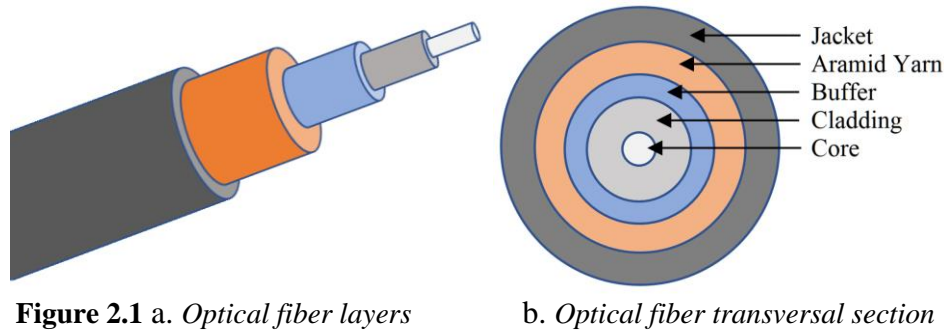 Jacket
Aramid Yarn
Buffer
Cladding
Core
Figure 2.1 a. Optical fiber layers
b. Optical fiber transversal section